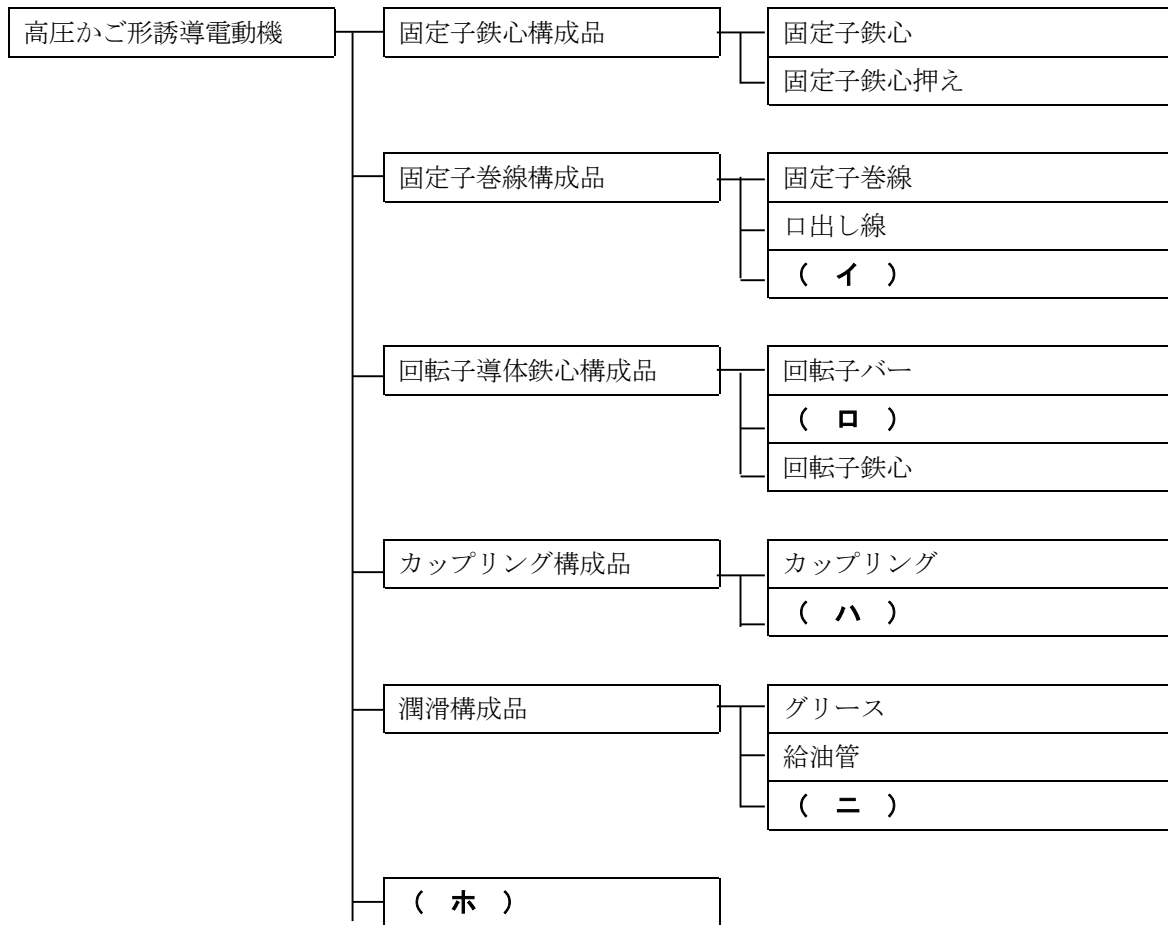 高圧かご形誘導電動機
固定子鉄心構成品
固定子鉄心
固定子鉄心押え
固定子巻線構成品
固定子巻線
口出し線
( イ )
回転子導体鉄心構成品
回転子バー
( ロ )
回転子鉄心
カップリング構成品
カップリング
( ハ )
潤滑構成品
グリース
給油管
( ニ )
( ホ )